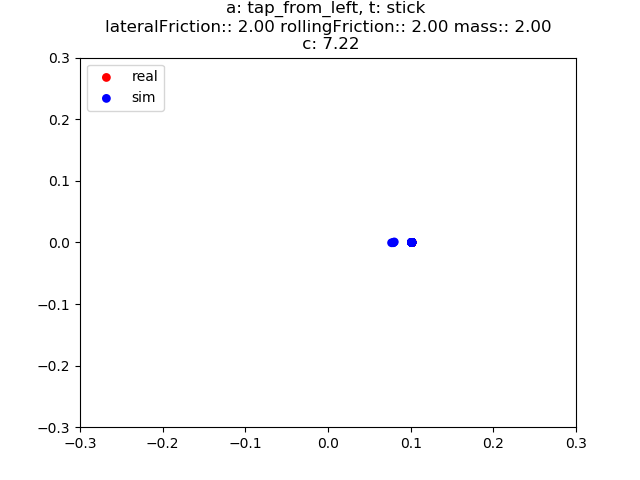 a: tap_from_left, t: stick
lateralFriction:: 2.00 rollingFriction:: 2.00 mass:: 2.00
c: 7.22
real
sim
0.3
0.2
0.1
0.0
−0.1
−0.2
−0.3
−0.3 −0.2 −0.1 0.0 0.1 0.2 0.3